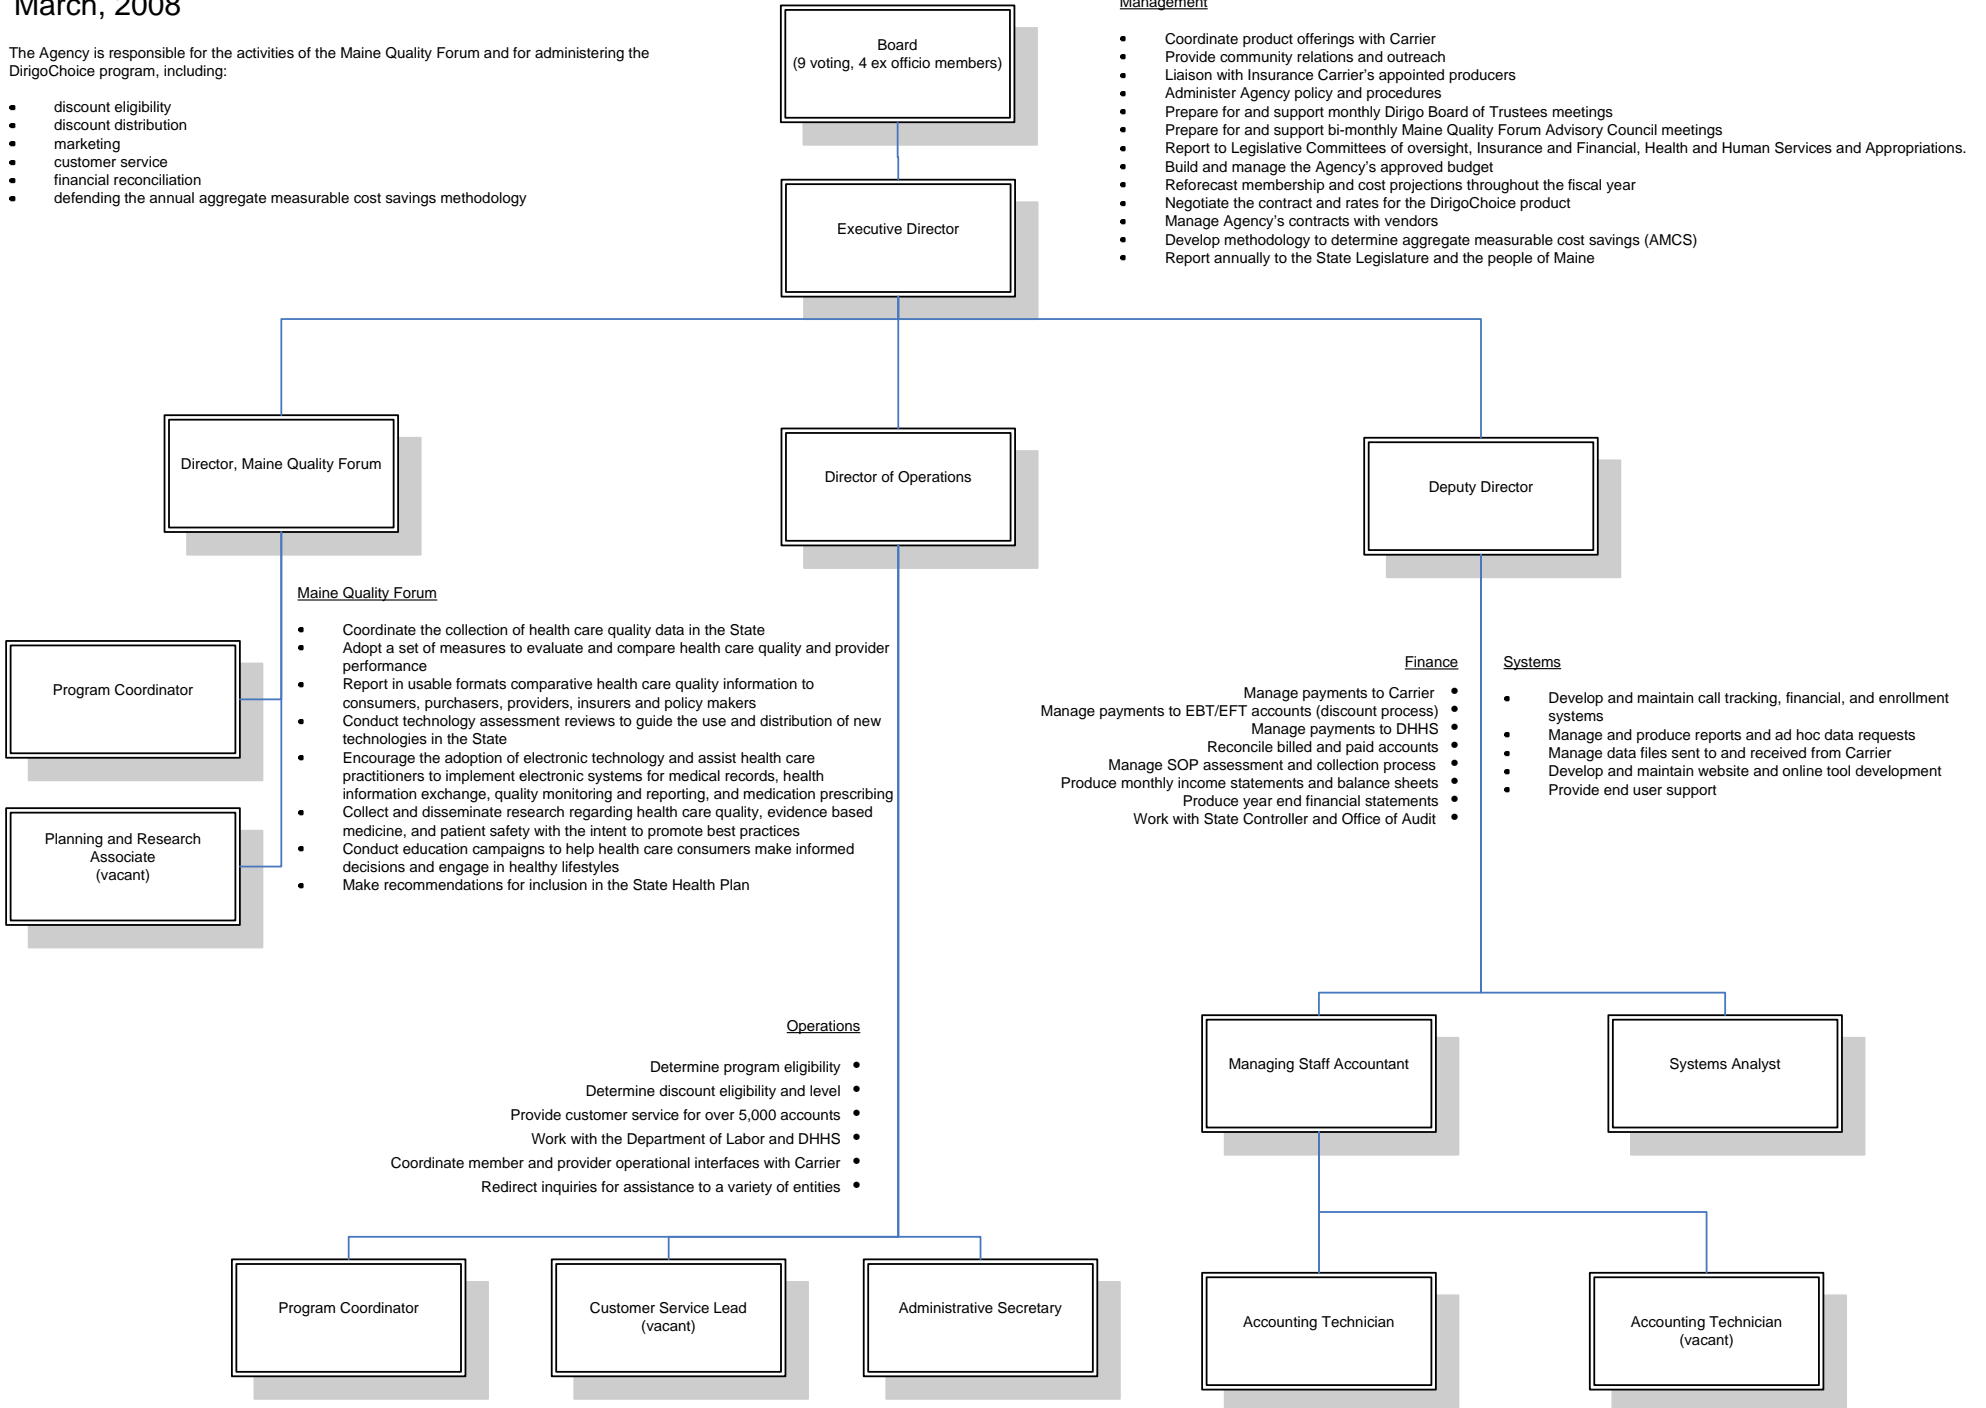 March, 2008
The Agency is responsible for the activities of the Maine Quality Forum and for administering the
DirigoChoice program, including:
• discount eligibility
• discount distribution
• marketing
• customer service
• financial reconciliation
• defending the annual aggregate measurable cost savings methodology
Board
(9 voting, 4 ex officio members)
Management
• Coordinate product offerings with Carrier
• Provide community relations and outreach
• Liaison with Insurance Carrier's appointed producers
• Administer Agency policy and procedures
• Prepare for and support monthly Dirigo Board of Trustees meetings
• Prepare for and support bi-monthly Maine Quality Forum Advisory Council meetings
• Report to Legislative Committees of oversight, Insurance and Financial, Health and Human Services and Appropriations.
• Build and manage the Agency's approved budget
• Reforecast membership and cost projections throughout the fiscal year
• Negotiate the contract and rates for the DirigoChoice product
• Manage Agency's contracts with vendors
• Develop methodology to determine aggregate measurable cost savings (AMCS)
• Report annually to the State Legislature and the people of Maine
Executive Director
Director, Maine Quality Forum
Director of Operations
Deputy Director
Maine Quality Forum
• Coordinate the collection of health care quality data in the State
• Adopt a set of measures to evaluate and compare health care quality and provider
performance
• Report in usable formats comparative health care quality information to
consumers, purchasers, providers, insurers and policy makers
• Conduct technology assessment reviews to guide the use and distribution of new
technologies in the State
• Encourage the adoption of electronic technology and assist health care
practitioners to implement electronic systems for medical records, health
information exchange, quality monitoring and reporting, and medication prescribing
• Collect and disseminate research regarding health care quality, evidence based
medicine, and patient safety with the intent to promote best practices
• Conduct education campaigns to help health care consumers make informed
decisions and engage in healthy lifestyles
• Make recommendations for inclusion in the State Health Plan
Program Coordinator
Planning and Research
Associate
(vacant)
Finance
Manage payments to Carrier •
Manage payments to EBT/EFT accounts (discount process) •
Manage payments to DHHS •
Reconcile billed and paid accounts •
Manage SOP assessment and collection process •
Produce monthly income statements and balance sheets •
Produce year end financial statements •
Work with State Controller and Office of Audit •
Systems
• Develop and maintain call tracking, financial, and enrollment
systems
• Manage and produce reports and ad hoc data requests
• Manage data files sent to and received from Carrier
• Develop and maintain website and online tool development
• Provide end user support
Operations
Determine program eligibility •
Determine discount eligibility and level •
Provide customer service for over 5,000 accounts •
Work with the Department of Labor and DHHS •
Coordinate member and provider operational interfaces with Carrier •
Redirect inquiries for assistance to a variety of entities •
Managing Staff Accountant
Systems Analyst
Program Coordinator
Customer Service Lead
(vacant)
Administrative Secretary
Accounting Technician
Accounting Technician
(vacant)